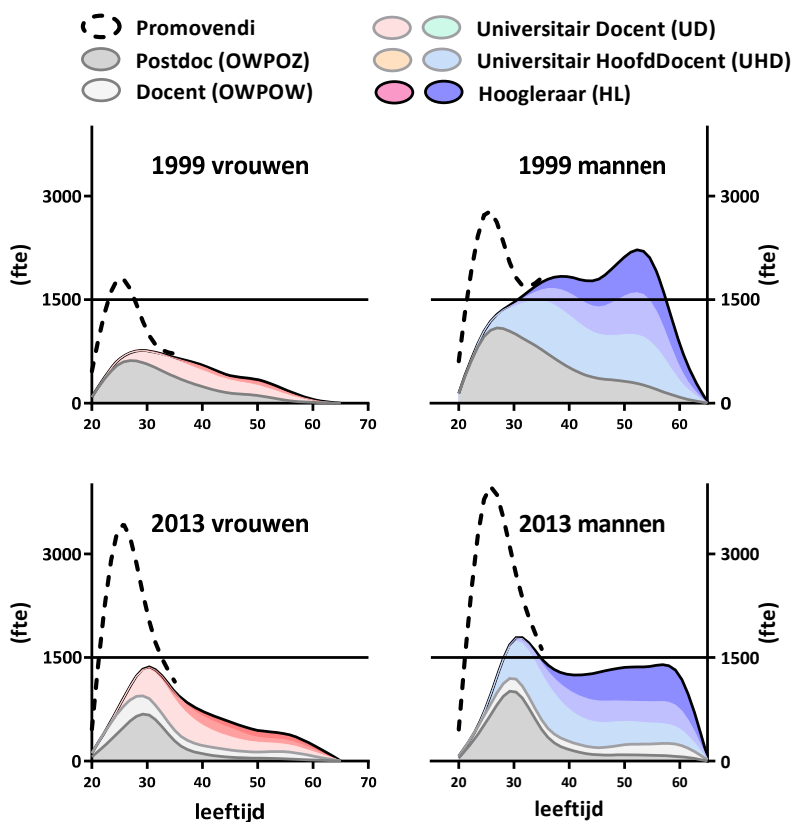 Promovendi
Postdoc (OWPOZ)
Docent (OWPOW)
Universitair Docent (UD)
Universitair HoofdDocent (UHD)
Hoogleraar (HL)
1999 vrouwen
(fte)
3000
1500
0
20 30 40 50 60 70
1999 mannen
3000
1500
0
(fte)
20 30 40 50 60
2013 vrouwen
(fte)
3000
1500
0
20 30 40 50 60 70
leeftijd
2013 mannen
3000
1500
0
(fte)
20 30 40 50 60
leeftijd